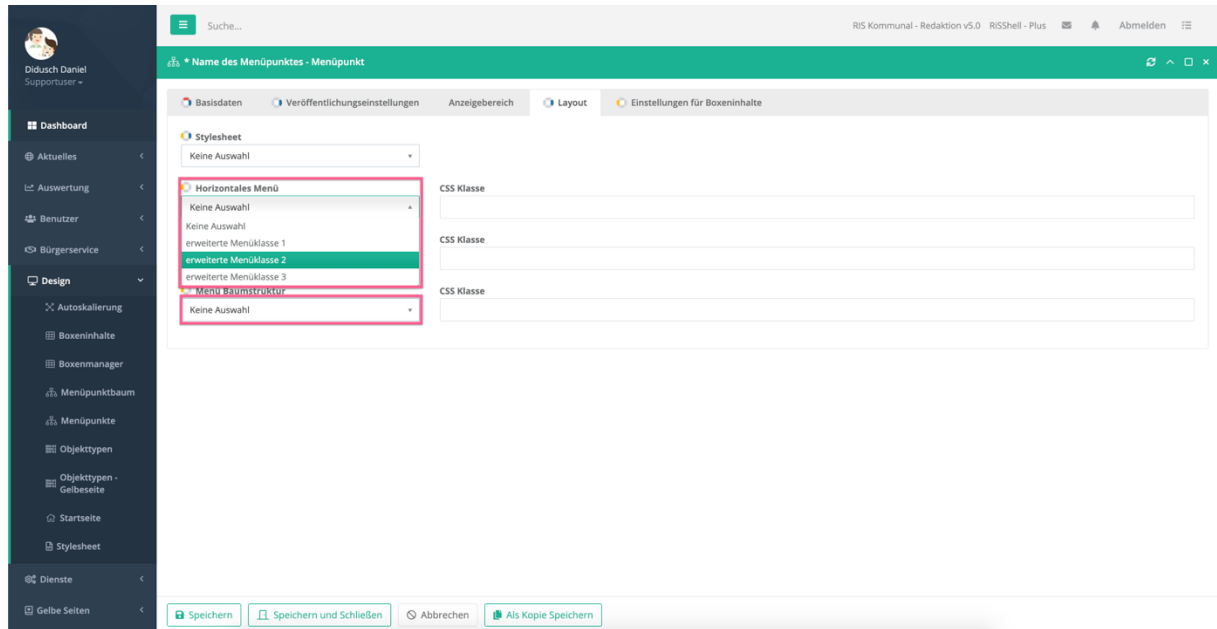 Suche...
RIS Kommunal - Redaktion v5.0 RiSShell - Plus
Abmelden
Didusch Daniel
Supportuser
* Name des Menüpunktes - Menüpunkt
Basisdaten
Veröffentlichungseinstellungen
Anzeigebereich
Layout
Einstellungen für Boxeninhalte
Dashboard
Aktuelles
Auswertung
Benutzer
Bürgerservice
Design
Autoskalierung
Boxeninhalte
Boxenmanager
Menüpunktbaum
Menüpunkte
Objekttypen
Objekttypen -
Gelbeseite
Startseite
Stylesheet
Dienste
Gelbe Seiten
Stylesheet
Keine Auswahl
Horizontales Menü
CSS Klasse
Keine Auswahl
Keine Auswahl
erweiterte Menüklasse 1
CSS Klasse
erweiterte Menüklasse 2
erweiterte Menüklasse 3
Menü Baumstruktur
CSS Klasse
Keine Auswahl
Speichern
Speichern und Schließen
Abbrechen
Als Kopie Speichern